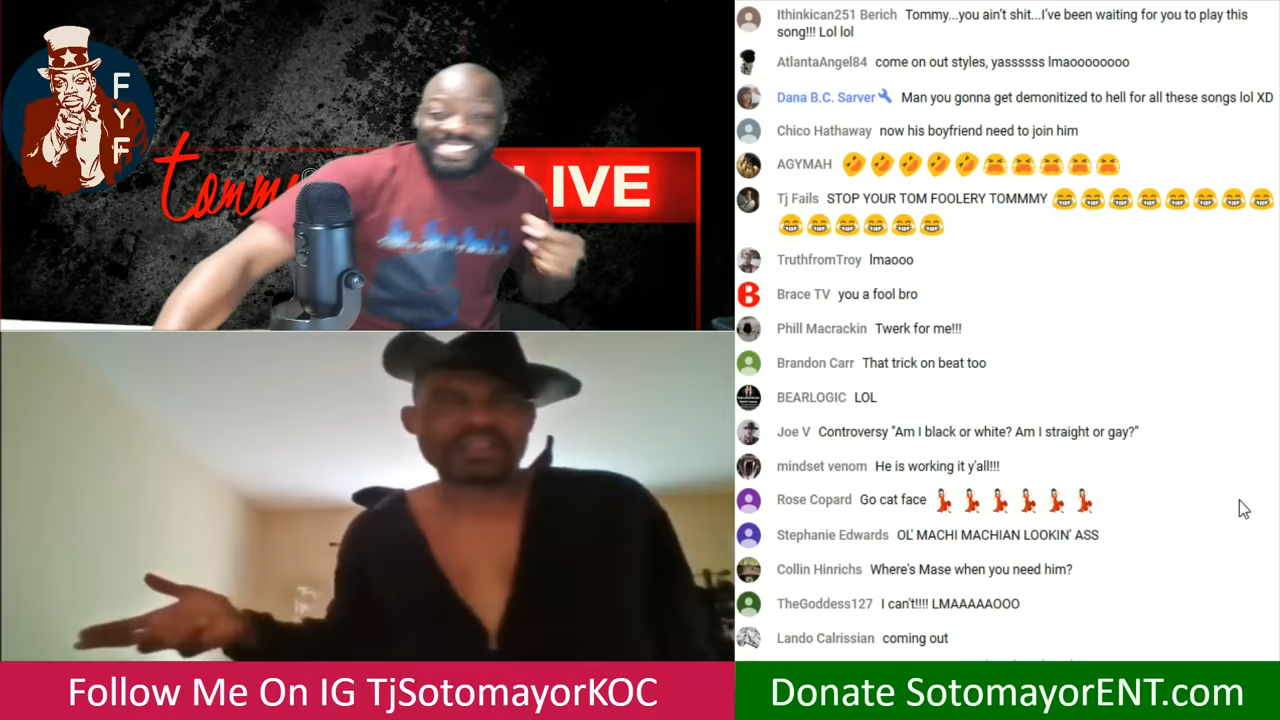 FYF
tomm
LIVE
Follow Me On IG TjSotomayorKOC
Ithinkican251 Berich Tommy...you ain't shit...I've been waiting for you to play this
song!!! Lol lol
AtlantaAngel84 come on out styles, yassssss lmaoooooooo
Dana B.C. Sarver Man you gonna get demonitized to hell for all these songs lol XD
Chico Hathaway now his boyfriend need to join him
AGYMAH 🤣🤣🤣🤣🤣😫😫😫😫😫
Tj Fails STOP YOUR TOM FOOLERY TOMMMY 😂😂😂😂😂😂😂😂
😂😂😂😂😂😂
TruthfromTroy lmaooo
Brace TV you a fool bro
Phill Macrackin Twerk for me!!!
Brandon Carr That trick on beat too
BEARLOGIC LOL
Joe V Controversy "Am I black or white? Am I straight or gay?"
mindset venom He is working it y'all!!!
Rose Copard Go cat face 💃💃💃💃💃💃
Stephanie Edwards OL' MACHI MACHIAN LOOKIN' ASS
Collin Hinrichs Where's Mase when you need him?
TheGoddess127 I can't!!!! LMAAAAAOOO
Lando Calrissian coming out
Donate SotomayorENT.com